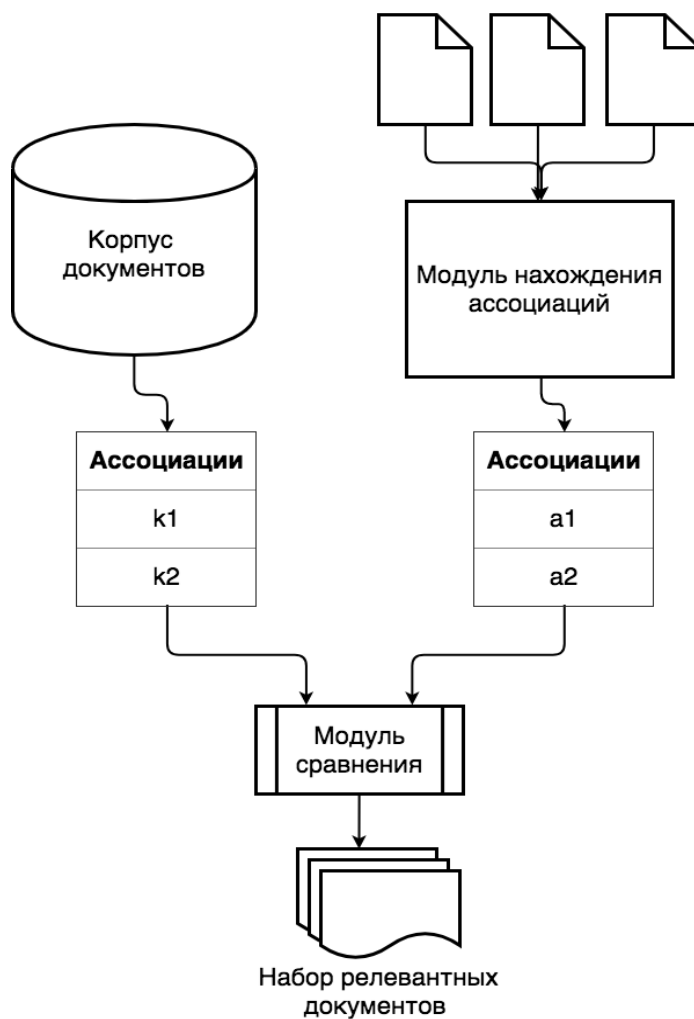 Корпус
документов
Модуль нахождения
ассоциаций
Ассоциации
k1
k2
Ассоциации
a1
a2
Модуль
сравнения
Набор релевантных
документов